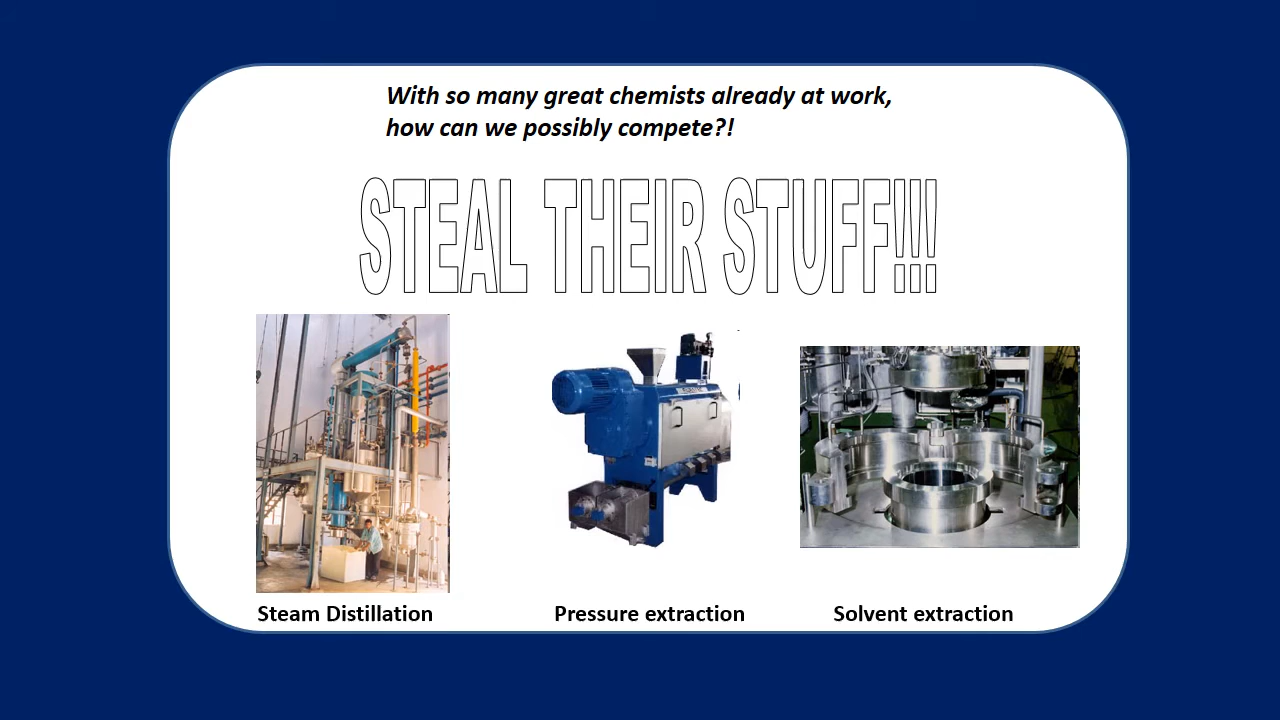 With so many great chemists already at work,
how can we possibly compete?!
STEAL THEIR STUFF!!!
Steam Distillation
Pressure extraction
Solvent extraction